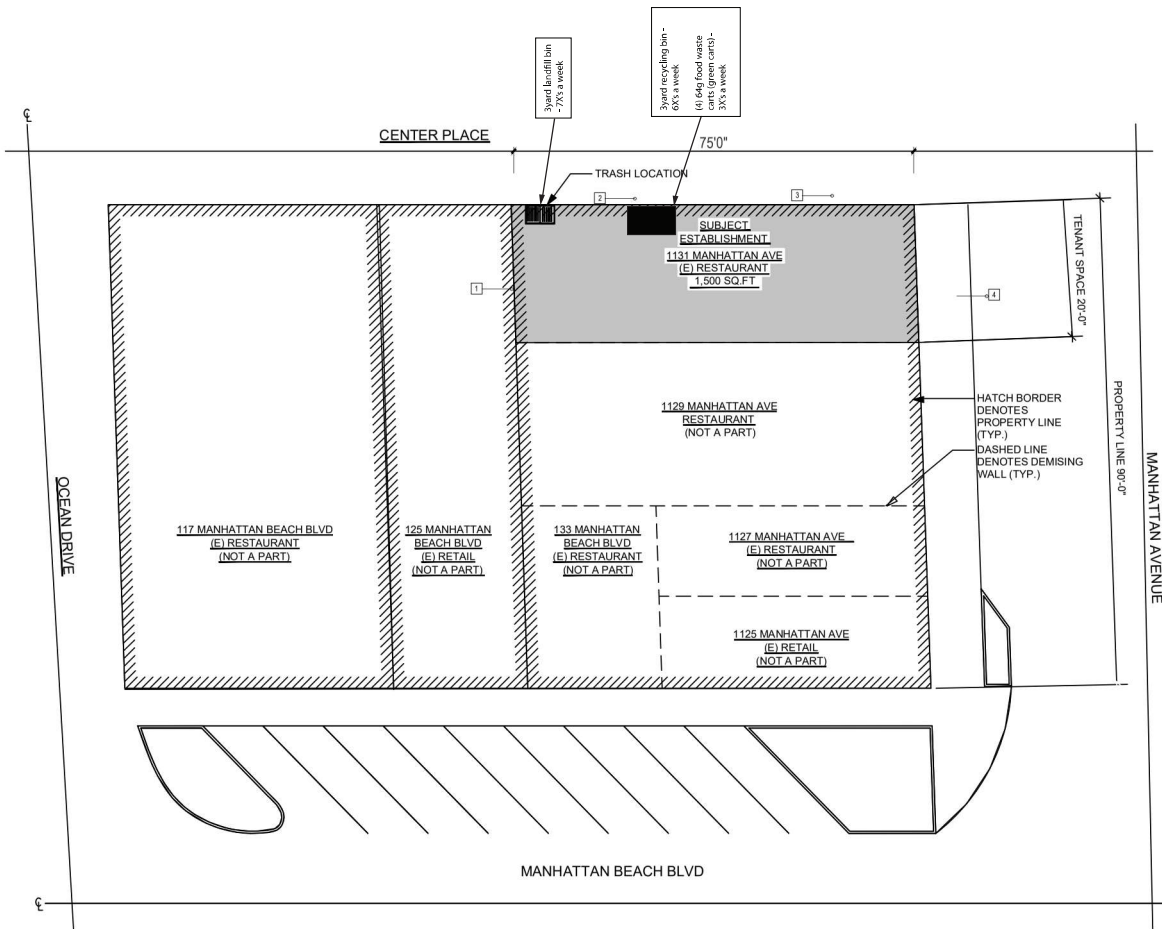 3yard landfill bin
- 7X's a week
3yard recycling bin -
6X's a week
(4) 64g food waste
carts (green carts) -
3X's a week
℄
CENTER PLACE
75'0"
TRASH LOCATION
2
3
SUBJECT
ESTABLISHMENT
1131 MANHATTAN AVE
(E) RESTAURANT
1,500 SQ.FT
1
4
TENANT SPACE 20'-0"
PROPERTY LINE 90'-0"
HATCH BORDER
DENOTES
PROPERTY LINE
(TYP.)
DASHED LINE
DENOTES DEMISING
WALL (TYP.)
1129 MANHATTAN AVE
RESTAURANT
(NOT A PART)
OCEAN DRIVE
MANHATTAN AVENUE
117 MANHATTAN BEACH BLVD
(E) RESTAURANT
(NOT A PART)
125 MANHATTAN
BEACH BLVD
(E) RETAIL
(NOT A PART)
133 MANHATTAN
BEACH BLVD
(E) RESTAURANT
(NOT A PART)
1127 MANHATTAN AVE
(E) RESTAURANT
(NOT A PART)
1125 MANHATTAN AVE
(E) RETAIL
(NOT A PART)
MANHATTAN BEACH BLVD
℄